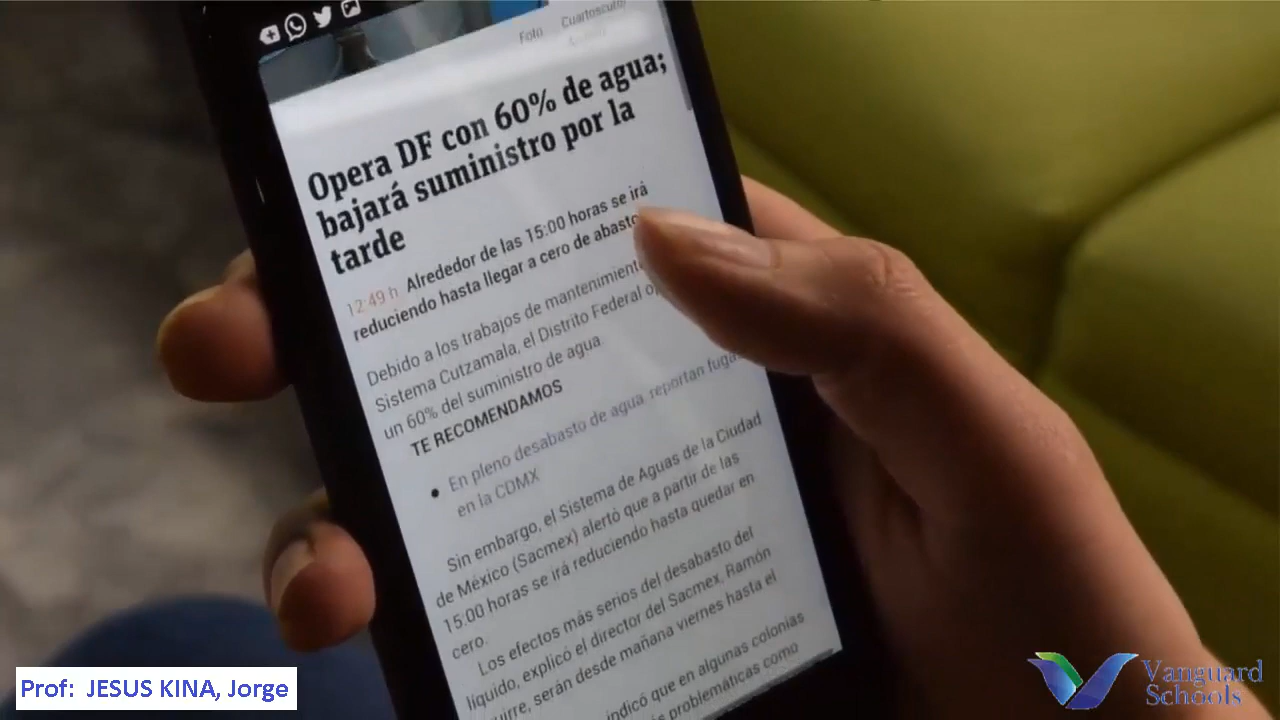 Foto Cuartoscuro
Opera DF con 60% de agua;
bajará suministro por la
tarde
12:49 h Alrededor de las 15:00 horas se irá
reduciendo hasta llegar a cero de abasto
Debido a los trabajos de mantenimiento
Sistema Cutzamala, el Distrito Federal
un 60% del suministro de agua.
TE RECOMENDAMOS
• En pleno desabasto de agua reportan fugas
en la CDMX
Sin embargo, el Sistema de Aguas de la Ciudad
de México (Sacmex) alertó que a partir de las
15:00 horas se irá reduciendo hasta quedar en
cero.
Los efectos más serios del desabasto del
líquido, explicó el director del Sacmex, Ramón
serán desde mañana viernes hasta el
indicó que en algunas colonias
problemáticas como
Prof: JESUS KINA, Jorge
Vanguard
Schools